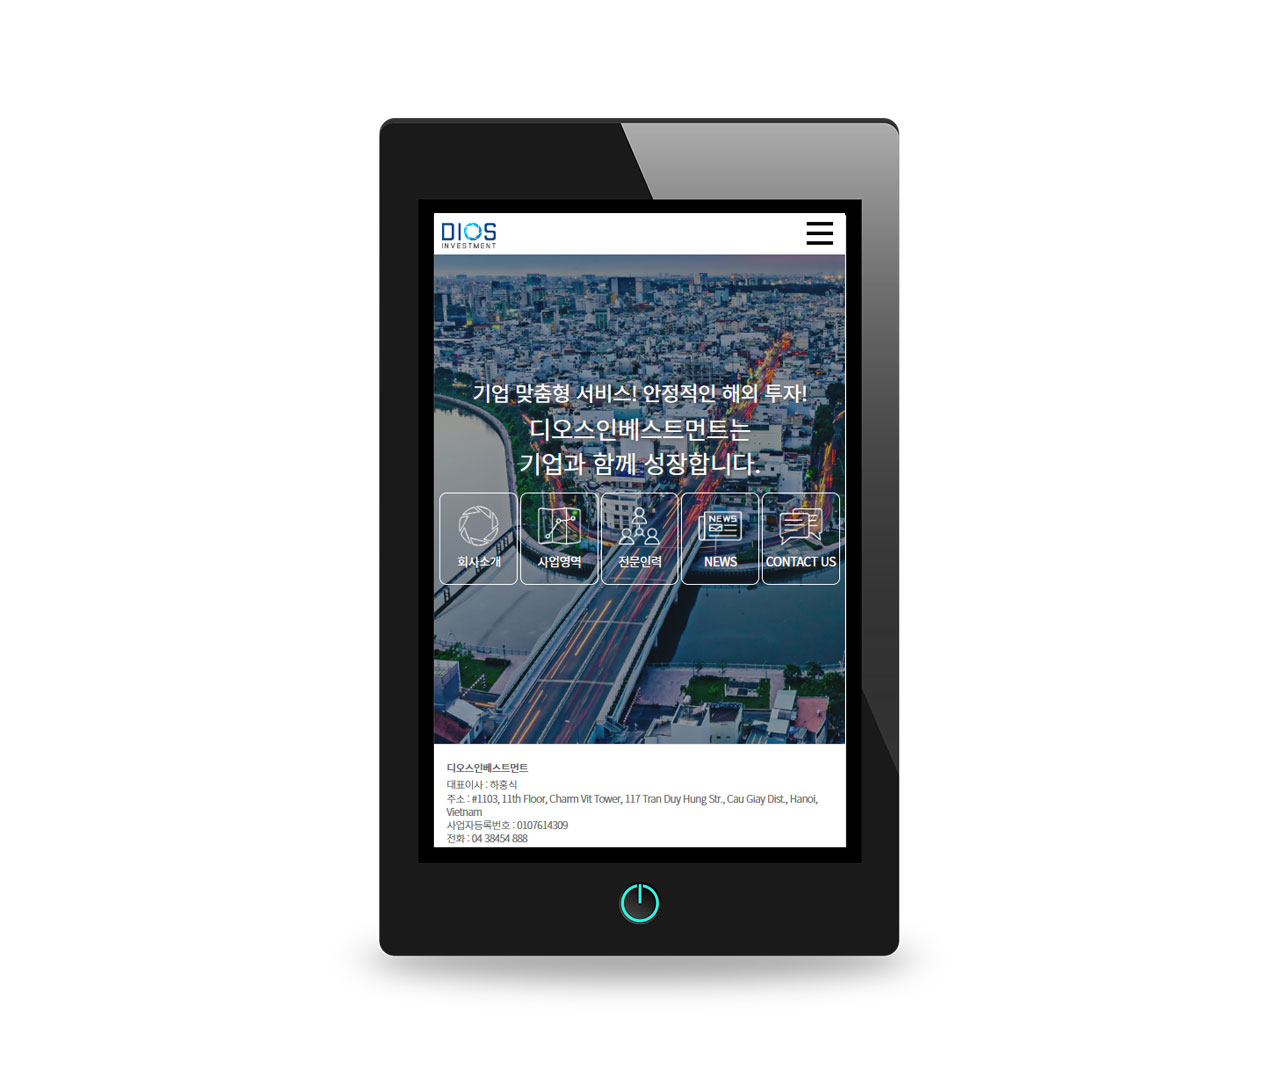 DIOS
INVESTMENT
기업 맞춤형 서비스! 안정적인 해외 투자!
디오스인베스트먼트는
기업과 함께 성장합니다.
NEWS
회사소개 사업영역 전문인력 NEWS CONTACT US
디오스인베스트먼트
대표이사 : 하홍식
주소 : #1103, 11th Floor, Charm Vit Tower, 117 Tran Duy Hung Str., Cau Giay Dist., Hanoi,
Vietnam
사업자등록번호 : 0107614309
전화 : 04 38454 888